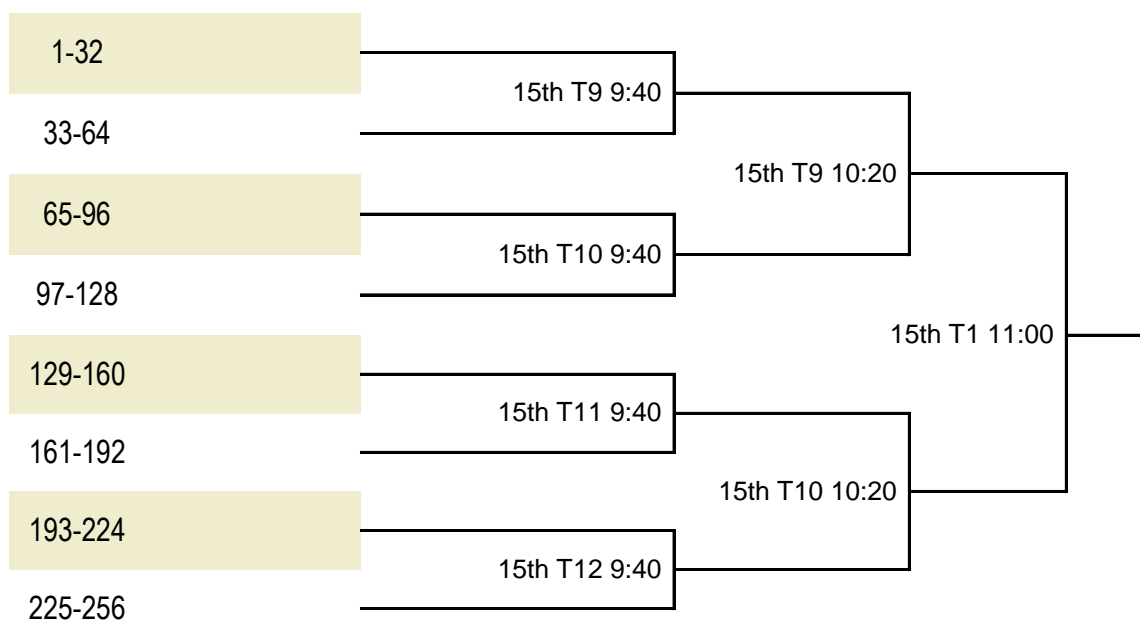 1-32
15th T9 9:40
33-64
15th T9 10:20
65-96
15th T10 9:40
97-128
15th T1 11:00
129-160
15th T11 9:40
161-192
15th T10 10:20
193-224
15th T12 9:40
225-256